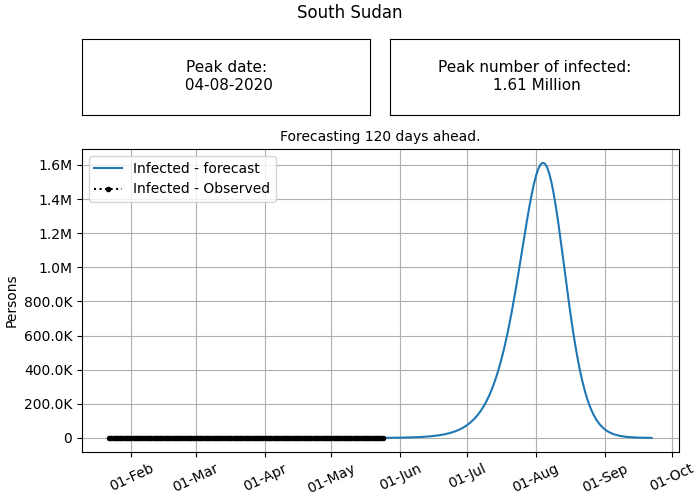 South Sudan
Peak date:
04-08-2020
Peak number of infected:
1.61 Million
Forecasting 120 days ahead.
Infected - forecast
Infected - Observed
Persons
1.6M
1.4M
1.2M
1.0M
800.0K
600.0K
400.0K
200.0K
0
01-Feb
01-Mar
01-Apr
01-May
01-Jun
01-Jul
01-Aug
01-Sep
01-Oct